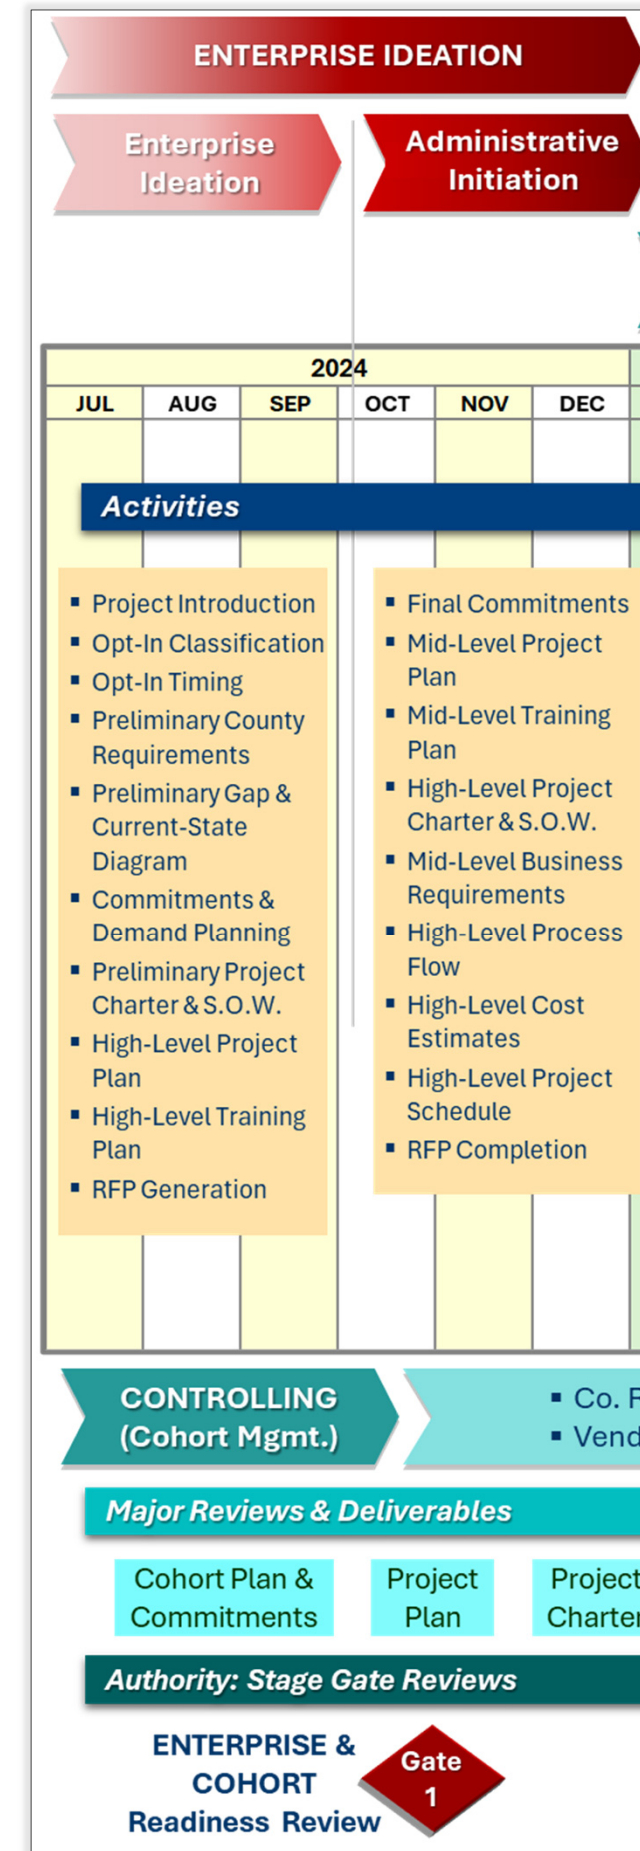 ENTERPRISE IDEATION
Enterprise
Ideation
Administrative
Initiation
2024
JUL AUG SEP OCT NOV DEC
Activities
▪ Project Introduction
▪ Opt-In Classification
▪ Opt-In Timing
▪ Preliminary County
Requirements
▪ Preliminary Gap &
Current-State
Diagram
▪ Commitments &
Demand Planning
▪ Preliminary Project
Charter & S.O.W.
▪ High-Level Project
Plan
▪ High-Level Training
Plan
▪ RFP Generation
▪ Final Commitments
▪ Mid-Level Project
Plan
▪ Mid-Level Training
Plan
▪ High-Level Project
Charter & S.O.W.
▪ Mid-Level Business
Requirements
▪ High-Level Process
Flow
▪ High-Level Cost
Estimates
▪ High-Level Project
Schedule
▪ RFP Completion
CONTROLLING
(Cohort Mgmt.)
▪ Co.
▪ Vend
Major Reviews & Deliverables
Cohort Plan &
Commitments
Project
Plan
Project
Charter
Authority: Stage Gate Reviews
ENTERPRISE &
COHORT
Readiness Review
Gate
1